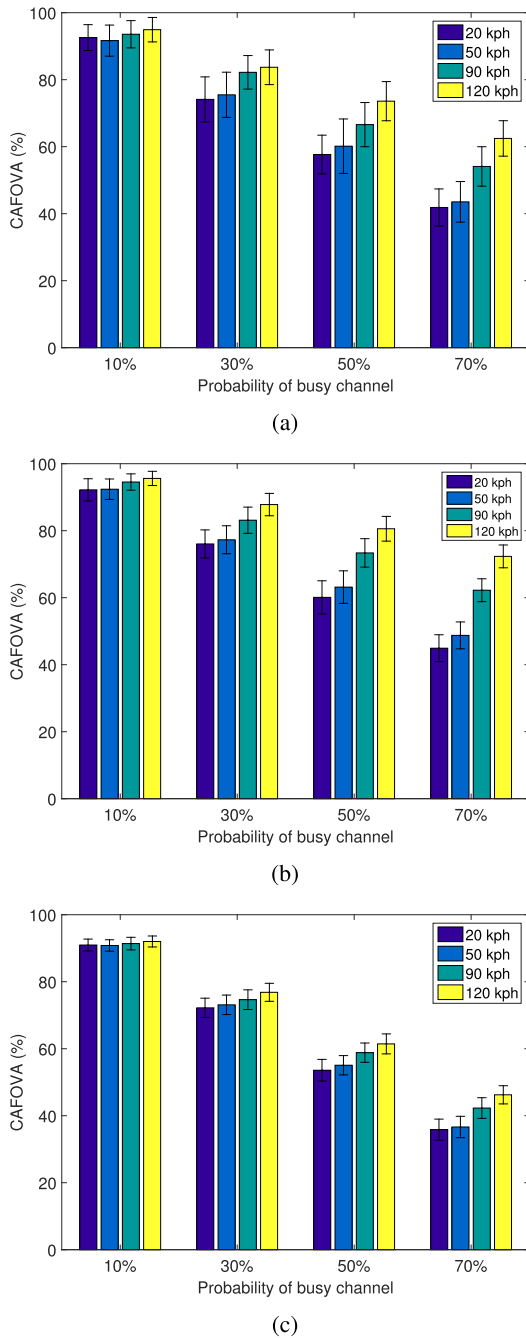 100
80
60
40
20
0
CAFOVA (%)
20 kph
50 kph
90 kph
120 kph
10% 30% 50% 70%
Probability of busy channel
(a)
100
80
60
40
20
0
CAFOVA (%)
20 kph
50 kph
90 kph
120 kph
10% 30% 50% 70%
Probability of busy channel
(b)
100
80
60
40
20
0
CAFOVA (%)
20 kph
50 kph
90 kph
120 kph
10% 30% 50% 70%
Probability of busy channel
(c)